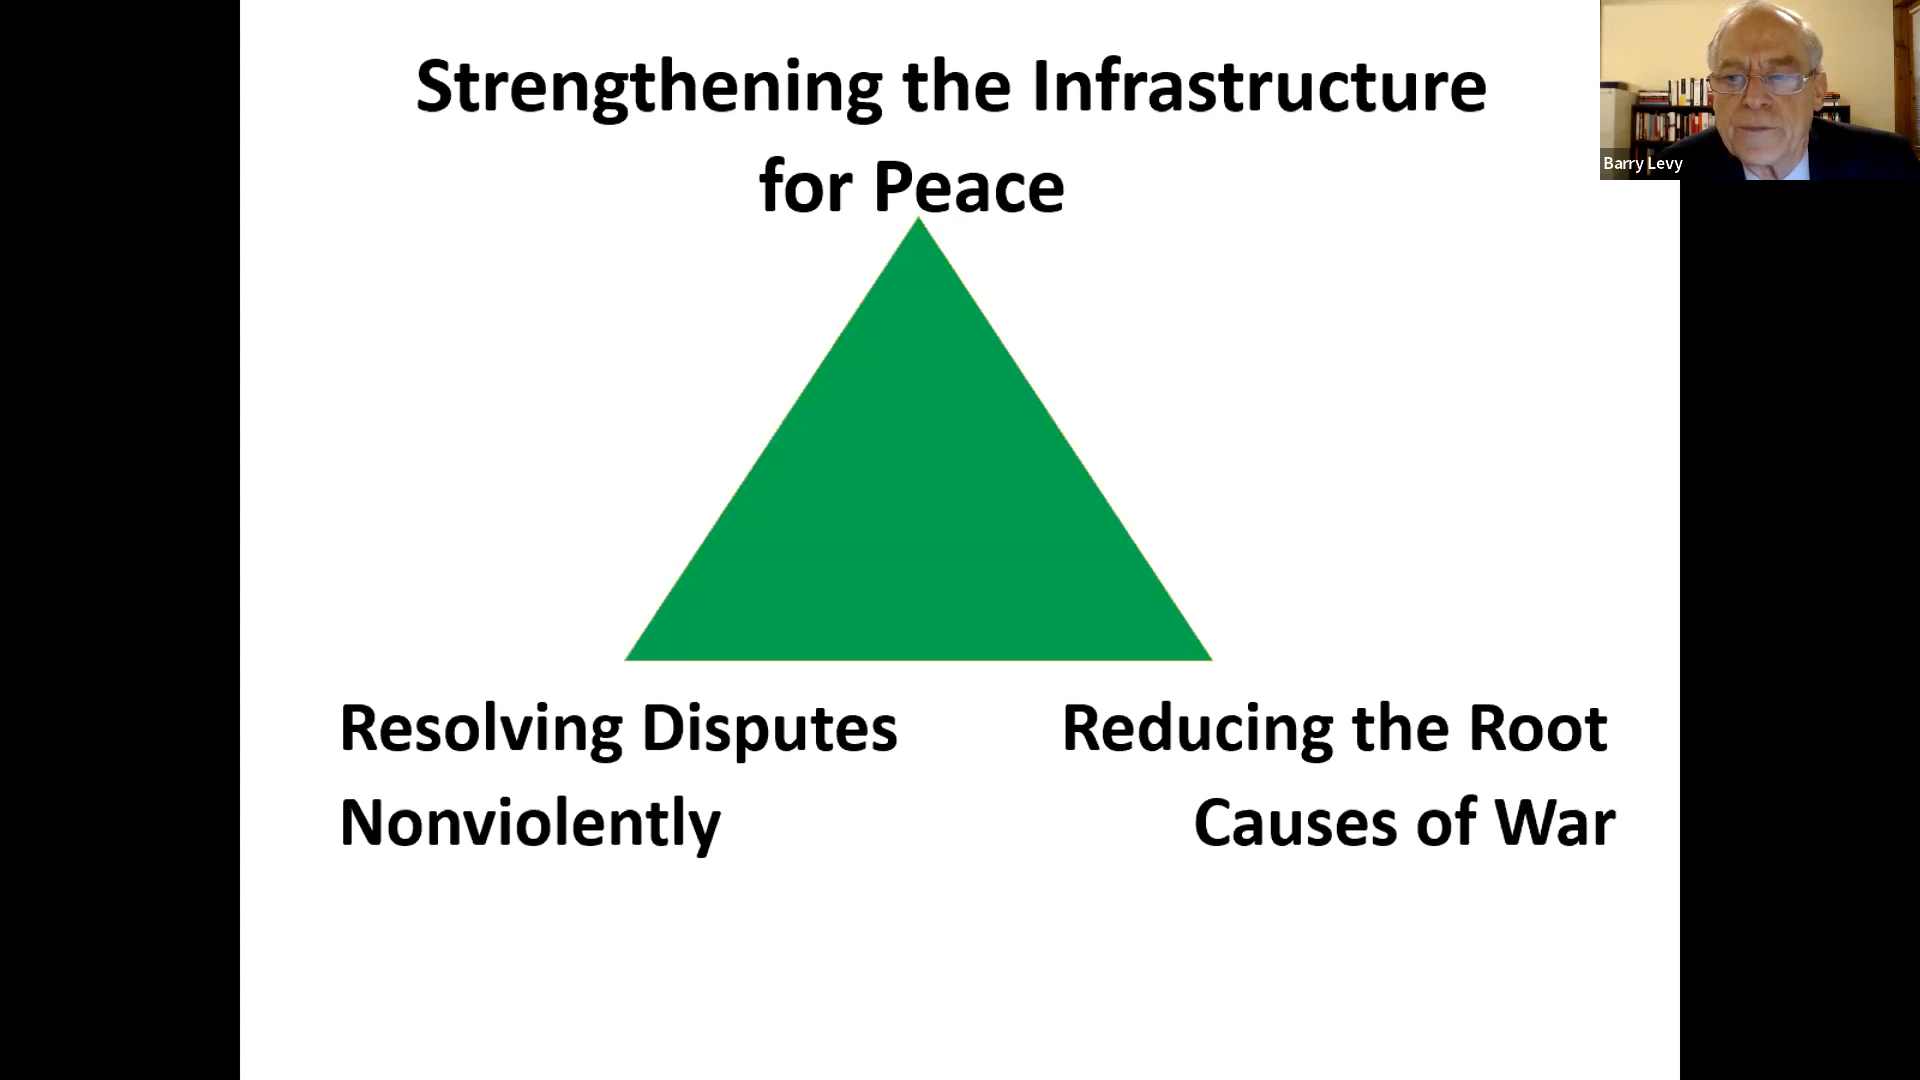 Strengthening the Infrastructure
for Peace
Barry Levy
Resolving Disputes
Nonviolently
Reducing the Root
Causes of War